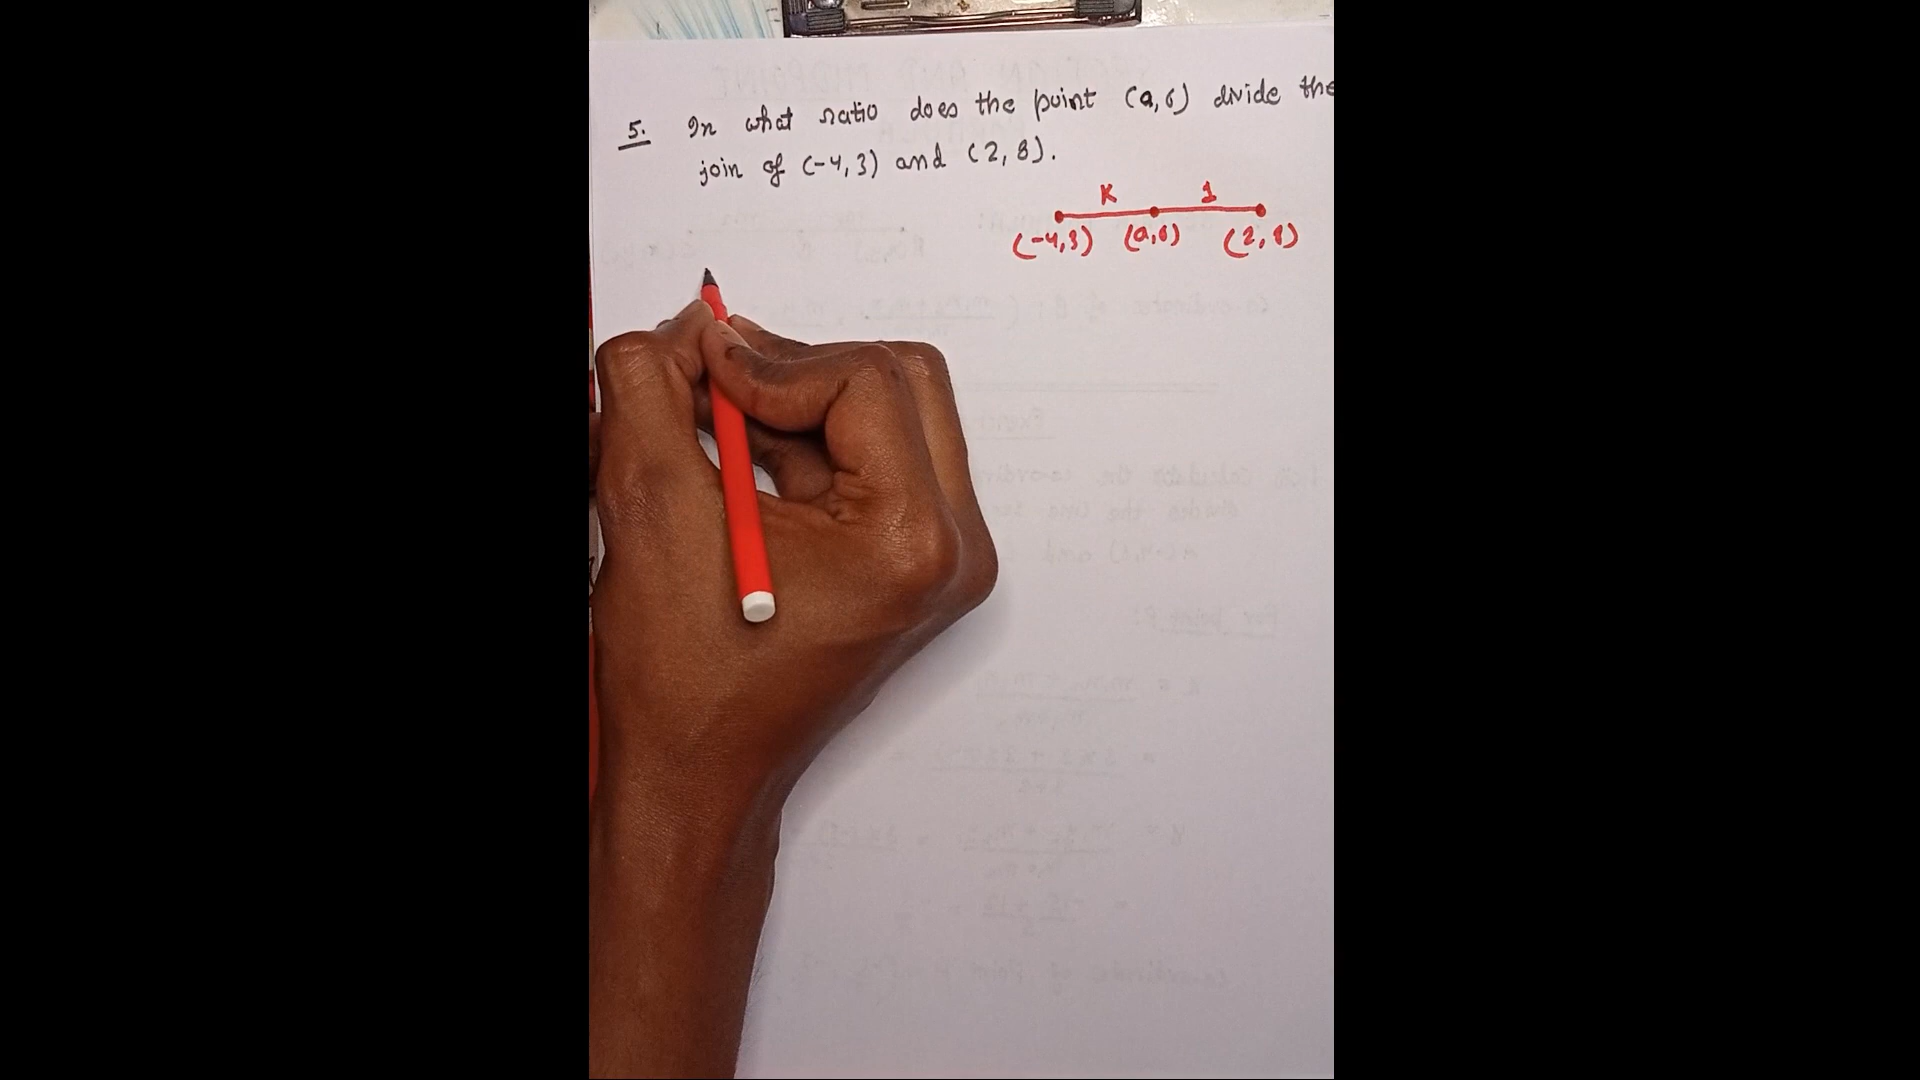 5. In what ratio does the point (a,6) divide the
join of (-4,3) and (2,8).
K 1
(-4,3) (a,6) (2,8)